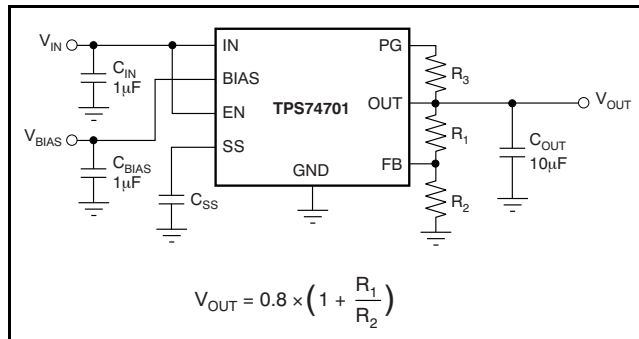 V_IN
C_IN
1µF
V_BIAS
C_BIAS
1µF
C_SS
IN
BIAS
EN
SS
TPS74701
GND
PG
OUT
FB
R_3
R_1
R_2
V_OUT
C_OUT
10µF
V_OUT = 0.8 × (1 + R_1/R_2)